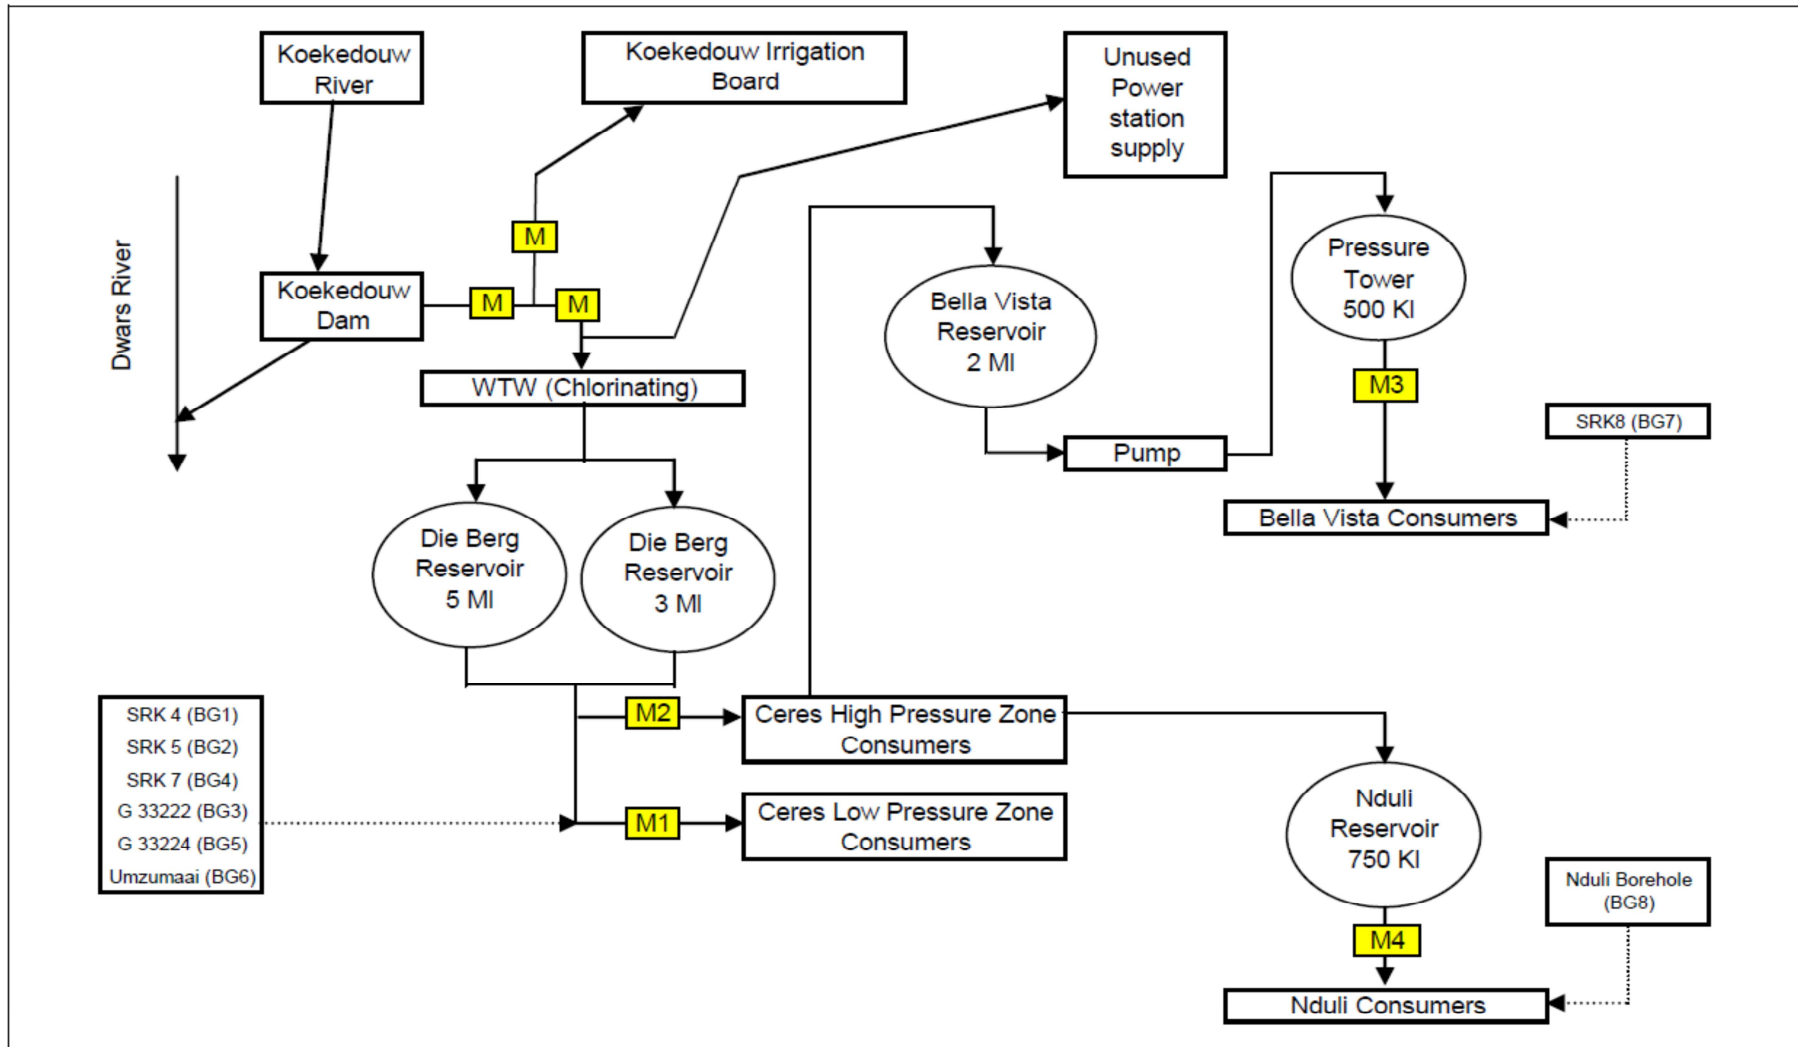 Koekedouw
River
Koekedouw Irrigation
Board
Unused
Power
station
supply
Dwars River
M
Koekedouw
Dam
M
M
WTW (Chlorinating)
Bella Vista
Reservoir
2 Ml
Pressure
Tower
500 Kl
M3
Pump
SRK8 (BG7)
Bella Vista Consumers
Die Berg
Reservoir
5 Ml
Die Berg
Reservoir
3 Ml
SRK 4 (BG1)
SRK 5 (BG2)
SRK 7 (BG4)
G 33222 (BG3)
G 33224 (BG5)
Umzumaai (BG6)
M2
Ceres High Pressure Zone
Consumers
M1
Ceres Low Pressure Zone
Consumers
Nduli
Reservoir
750 Kl
M4
Nduli Borehole
(BG8)
Nduli Consumers